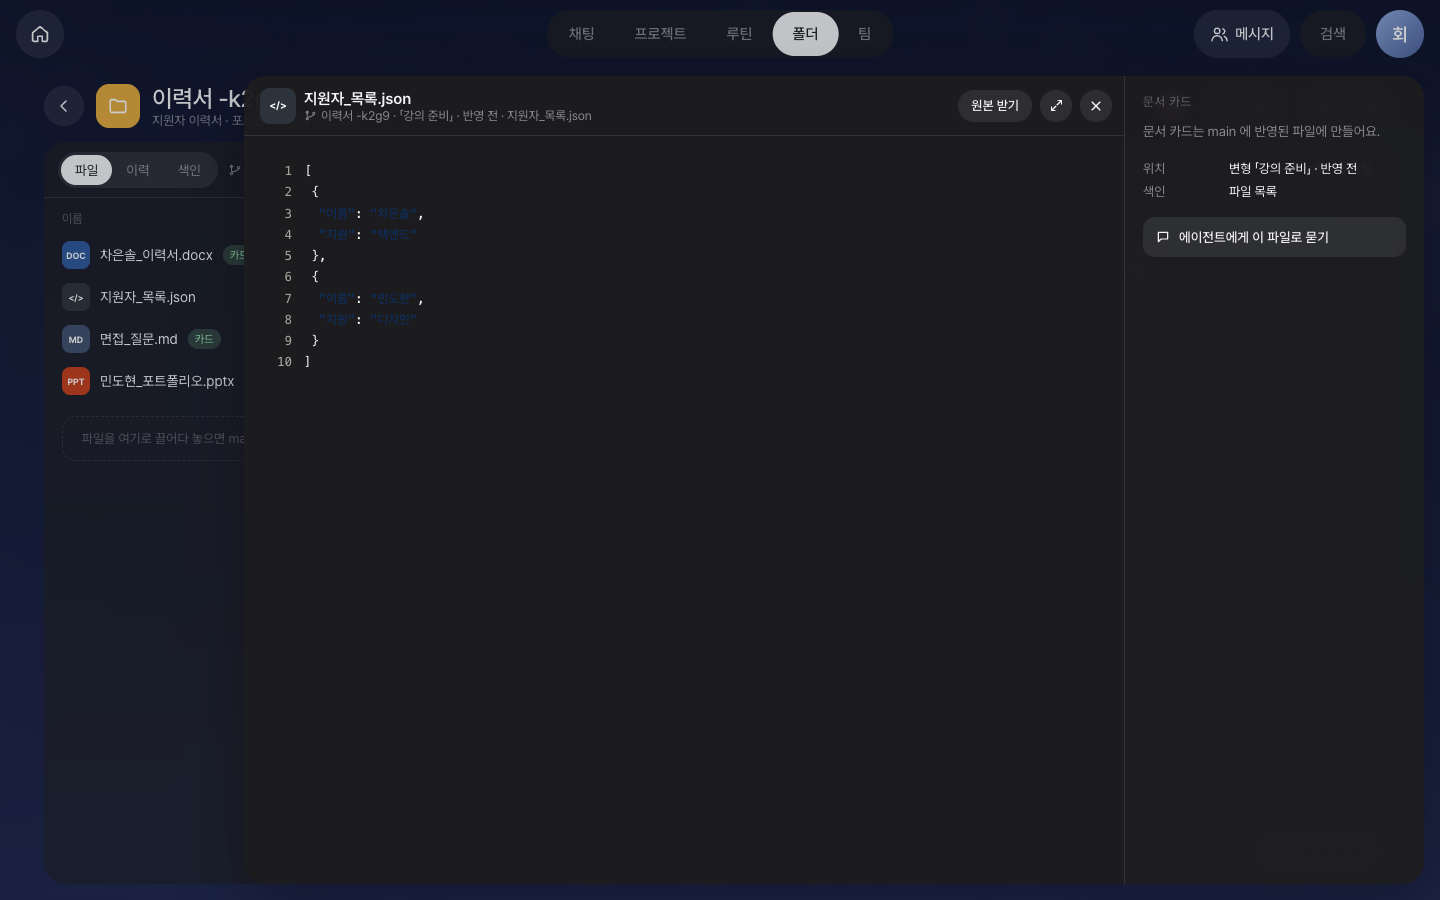 채팅
프로젝트
루틴
폴더
팀
메시지
검색
회
이력서 -k2
지원자 이력서 · 포
파일
이력
색인
이름
DOC 차은솔_이력서.docx 카드
</> 지원자_목록.json
MD 면접_질문.md 카드
PPT 민도현_포트폴리오.pptx
파일을 여기로 끌어다 놓으면 ma
</> 지원자_목록.json
이력서 -k2g9 · 「강의 준비」 · 반영 전 · 지원자_목록.json
원본 받기
1 [
2 {
3 "이름": "차은솔",
4 "지원": "백엔드"
5 },
6 {
7 "이름": "민도현",
8 "지원": "디자인"
9 }
10 ]
문서 카드
문서 카드는 main 에 반영된 파일에 만들어요.
위치 변형 「강의 준비」 · 반영 전
색인 파일 목록
에이전트에게 이 파일로 묻기